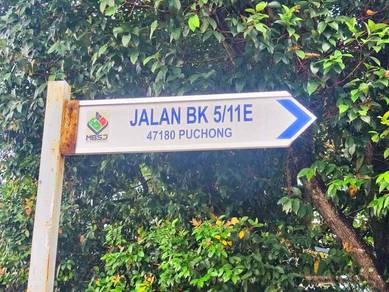 JALAN BK 5/11E
47180 PUCHONG
MBSJ